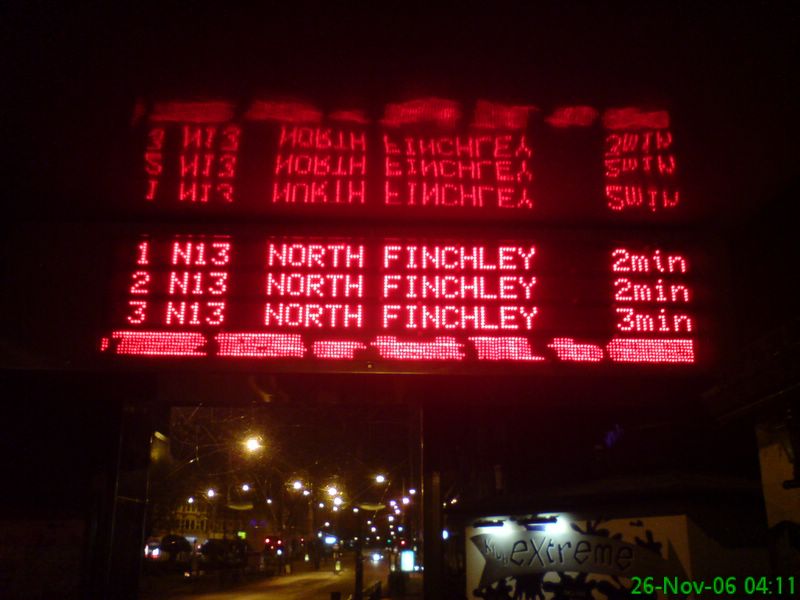 1 N13 NORTH FINCHLEY 2min
2 N13 NORTH FINCHLEY 2min
3 N13 NORTH FINCHLEY 3min
eXtreme
26-Nov-06 04:11